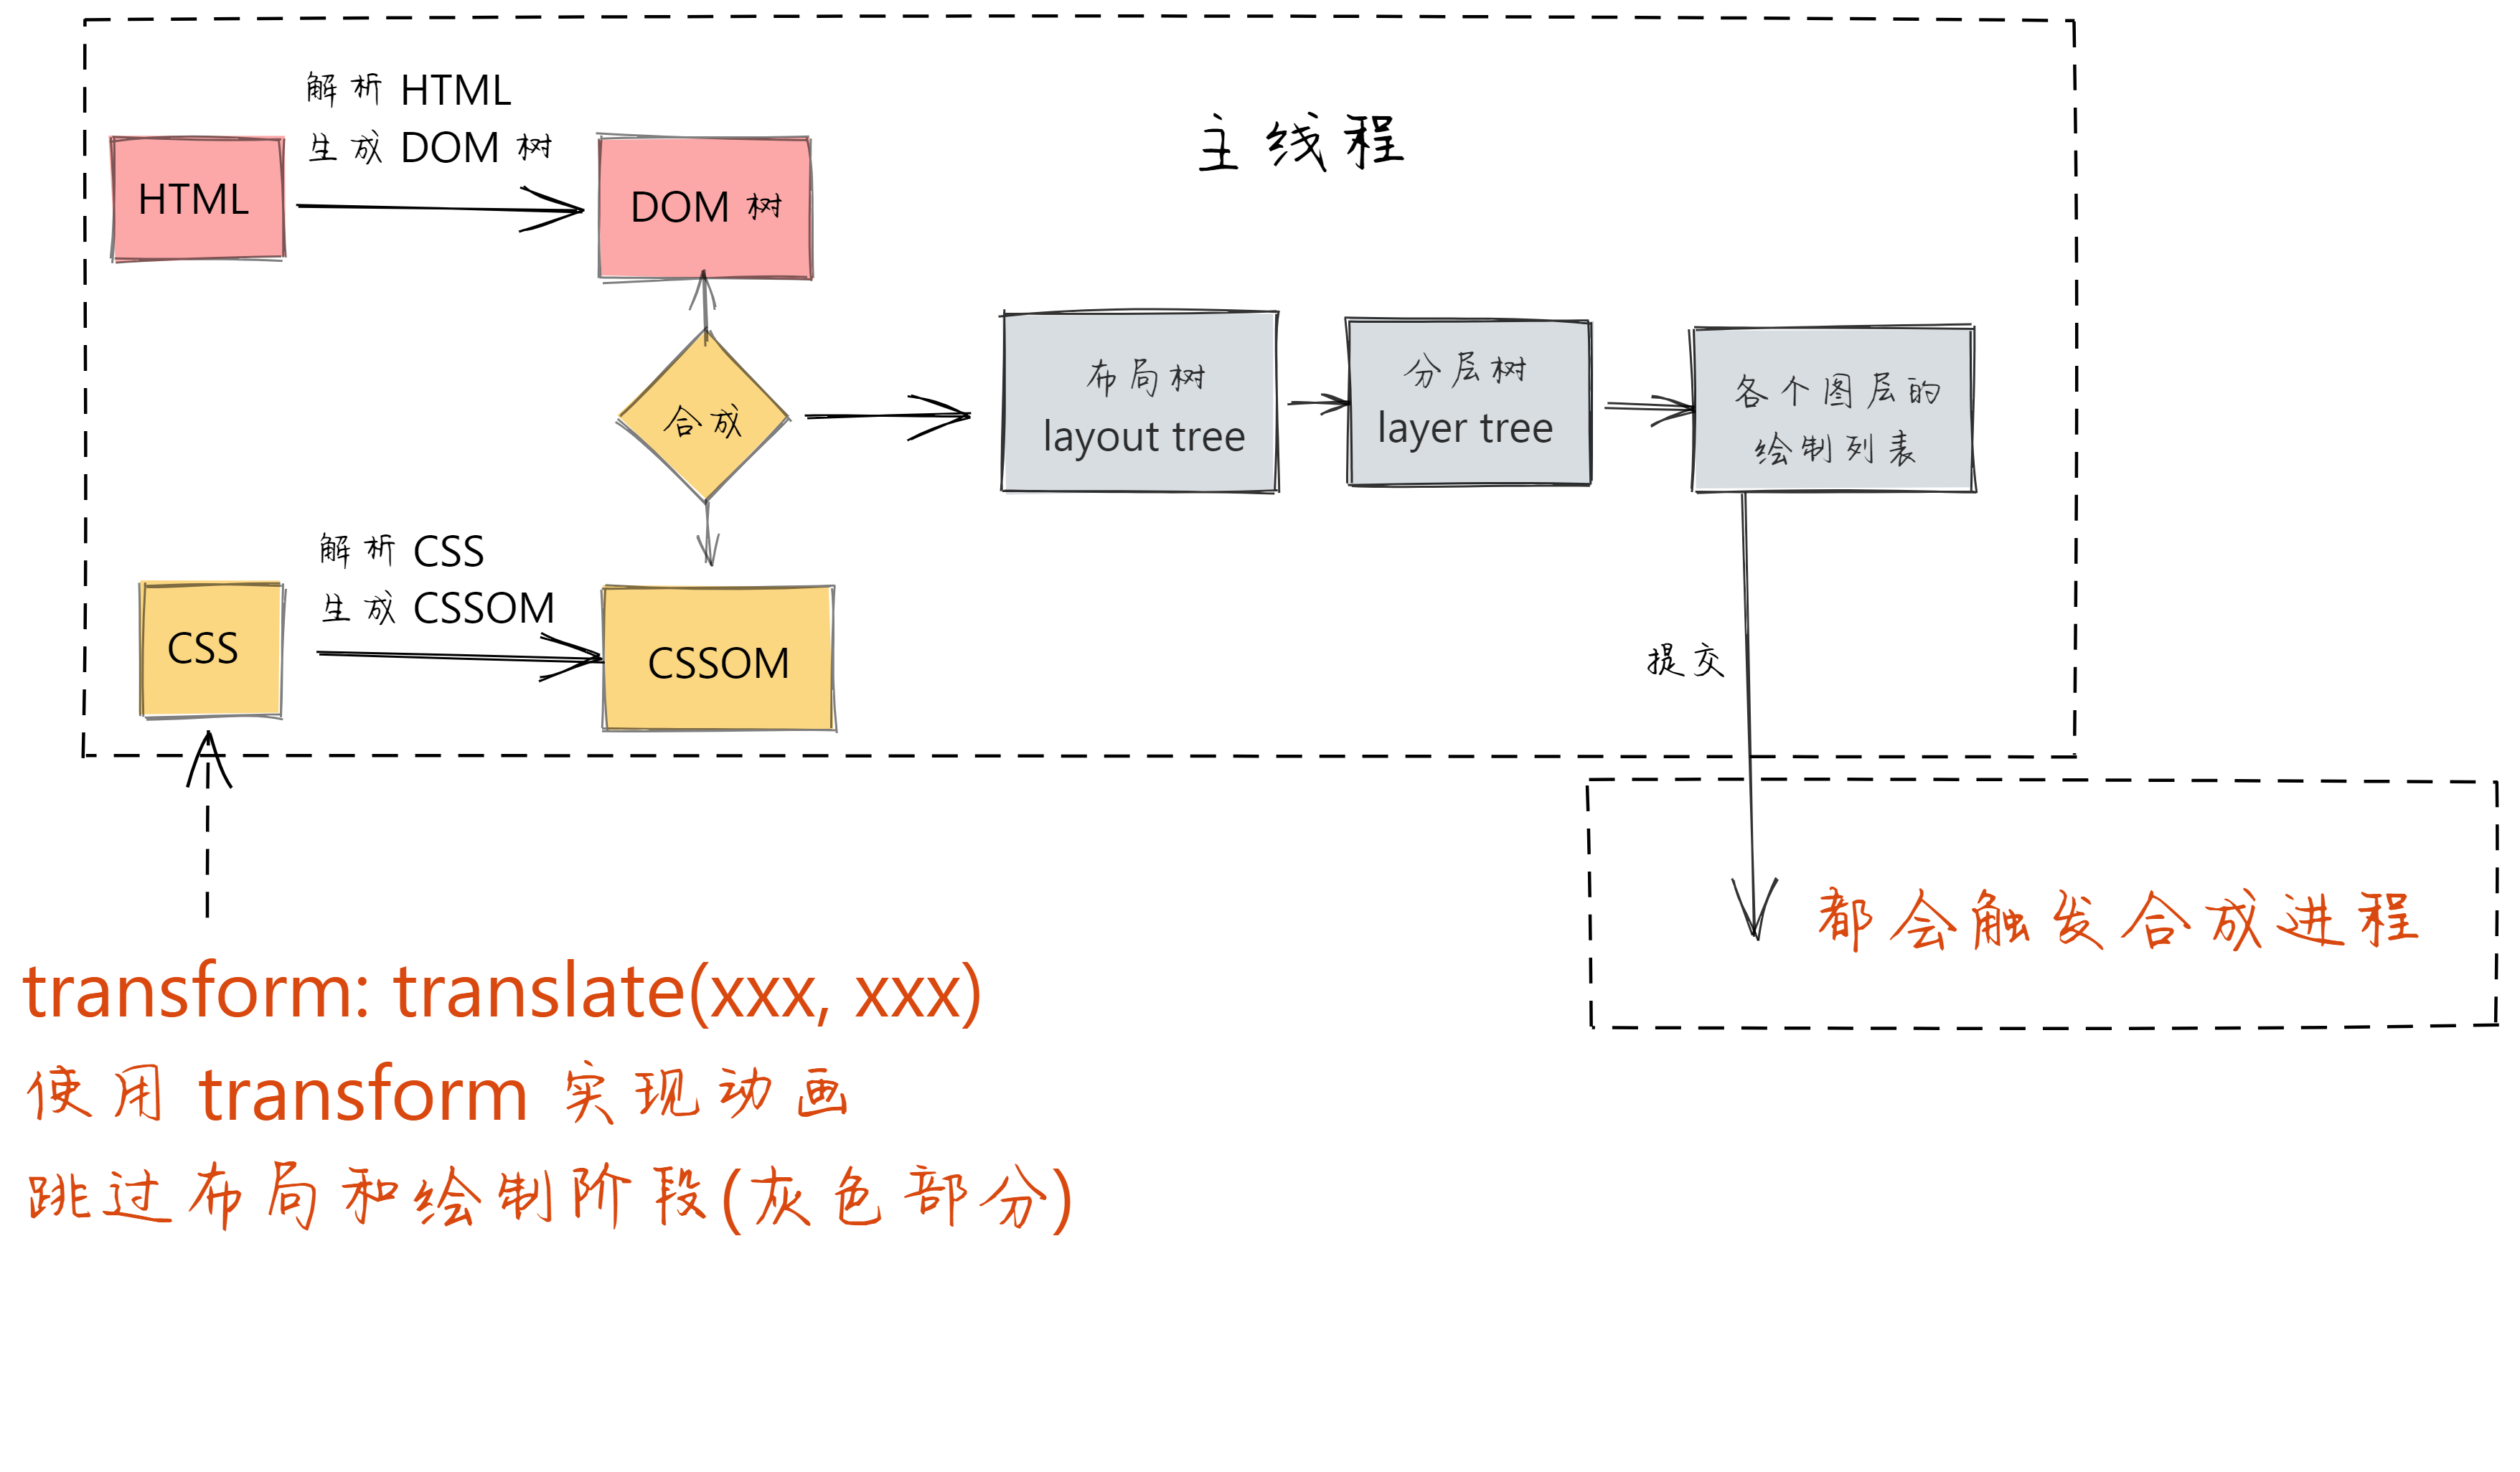 解析 HTML
生成 DOM 树
主线程
HTML
DOM 树
合成
布局树
layout tree
分层树
layer tree
各个图层的
绘制列表
解析 CSS
生成 CSSOM
CSS
CSSOM
提交
都会触发合成进程
transform: translate(xxx, xxx)
使用 transform 实现动画
跳过布局和绘制阶段(灰色部分)